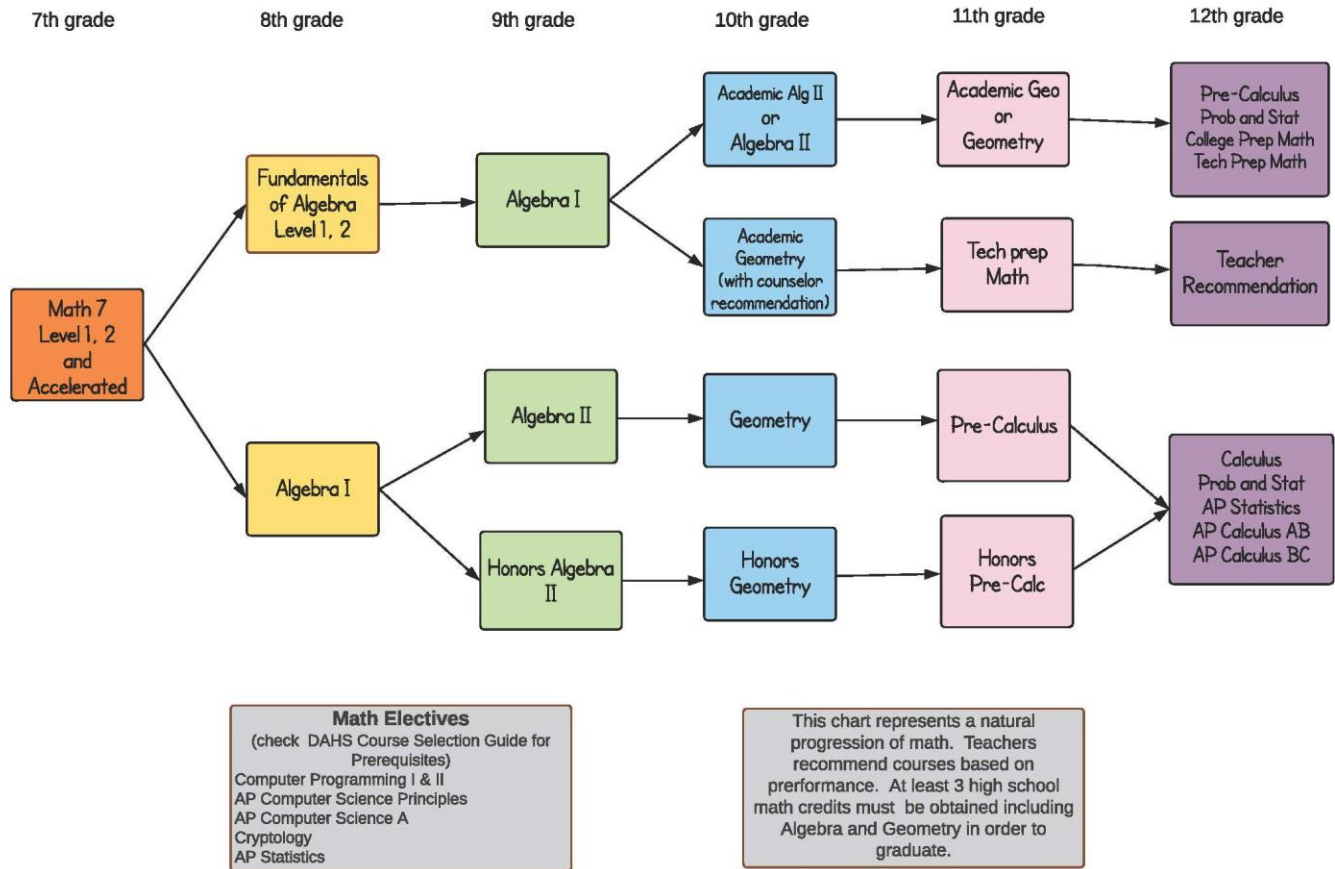 7th grade
8th grade
9th grade
10th grade
11th grade
12th grade
Math 7
Level 1, 2
and
Accelerated
Fundamentals
of Algebra
Level 1, 2
Algebra I
Academic Alg II
or
Algebra II
Academic Geo
or
Geometry
Pre-Calculus
Prob and Stat
College Prep Math
Tech Prep Math
Academic
Geometry
(with counselor
recommendation)
Tech prep
Math
Teacher
Recommendation
Algebra I
Algebra II
Geometry
Pre-Calculus
Honors Algebra
II
Honors
Geometry
Honors
Pre-Calc
Calculus
Prob and Stat
AP Statistics
AP Calculus AB
AP Calculus BC
Math Electives
(check DAHS Course Selection Guide for
Prerequisites)
Computer Programming I & II
AP Computer Science Principles
AP Computer Science A
Cryptology
AP Statistics
This chart represents a natural
progression of math. Teachers
recommend courses based on
prerformance. At least 3 high school
math credits must be obtained including
Algebra and Geometry in order to
graduate.